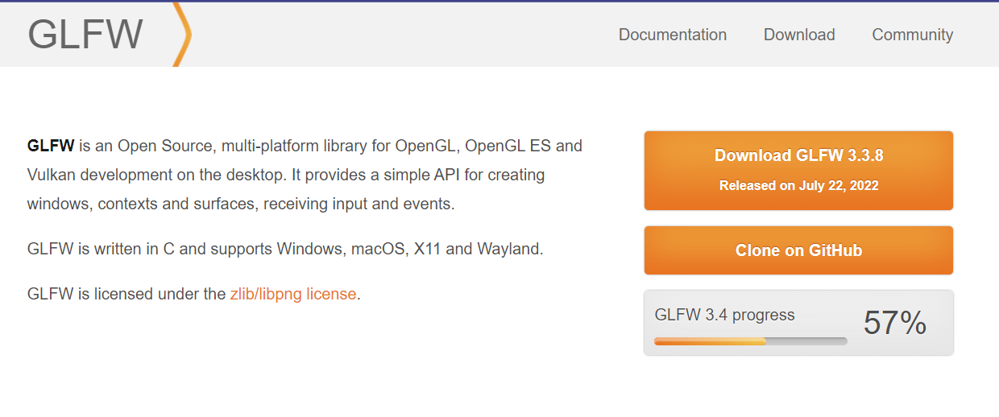 GLFW
Documentation Download Community
GLFW is an Open Source, multi-platform library for OpenGL, OpenGL ES and
Vulkan development on the desktop. It provides a simple API for creating
windows, contexts and surfaces, receiving input and events.
GLFW is written in C and supports Windows, macOS, X11 and Wayland.
GLFW is licensed under the zlib/libpng license.
Download GLFW 3.3.8
Released on July 22, 2022
Clone on GitHub
GLFW 3.4 progress
57%